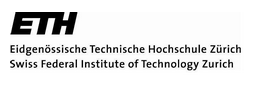 ETH
Eidgenössische Technische Hochschule Zürich
Swiss Federal Institute of Technology Zurich